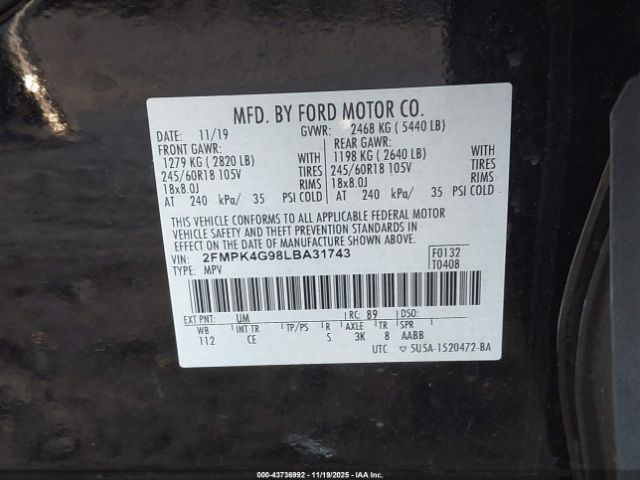 MFD. BY FORD MOTOR CO.
DATE: 11/19 GVWR: 2468 KG (5440 LB)
FRONT GAWR: REAR GAWR:
1279 KG (2820 LB) WITH 1198 KG (2640 LB) WITH
245/60R18 105V TIRES 245/60R18 105V TIRES
18x8.0J RIMS 18x8.0J RIMS
AT 240 kPa/ 35 PSI COLD AT 240 kPa/ 35 PSI COLD
THIS VEHICLE CONFORMS TO ALL APPLICABLE FEDERAL MOTOR
VEHICLE SAFETY AND THEFT PREVENTION STANDARDS IN EFFECT
ON THE DATE OF MANUFACTURE SHOWN ABOVE.
VIN: 2FMPK4G98LBA31743 F0132
TYPE: MPV T0408
EXT PNT: UM RC: 89 DSO:
WB INT TR TP/PS R AXLE TR SPR
112 CE S 3K 8 AABB
UTC ▽5U5A-1520472-BA
000-43736992 - 11/19/2025 - IAAI, Inc.